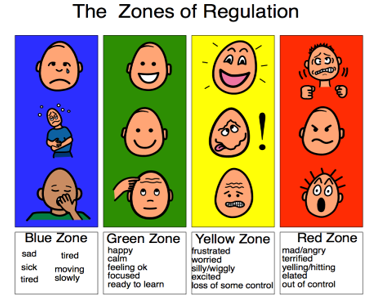 The Zones of Regulation
!
Blue Zone
sad
tired
sick
moving
tired
slowly
Green Zone
happy
calm
feeling ok
focused
ready to learn
Yellow Zone
frustrated
worried
silly/wiggly
excited
loss of some control
Red Zone
mad/angry
terrified
yelling/hitting
elated
out of control